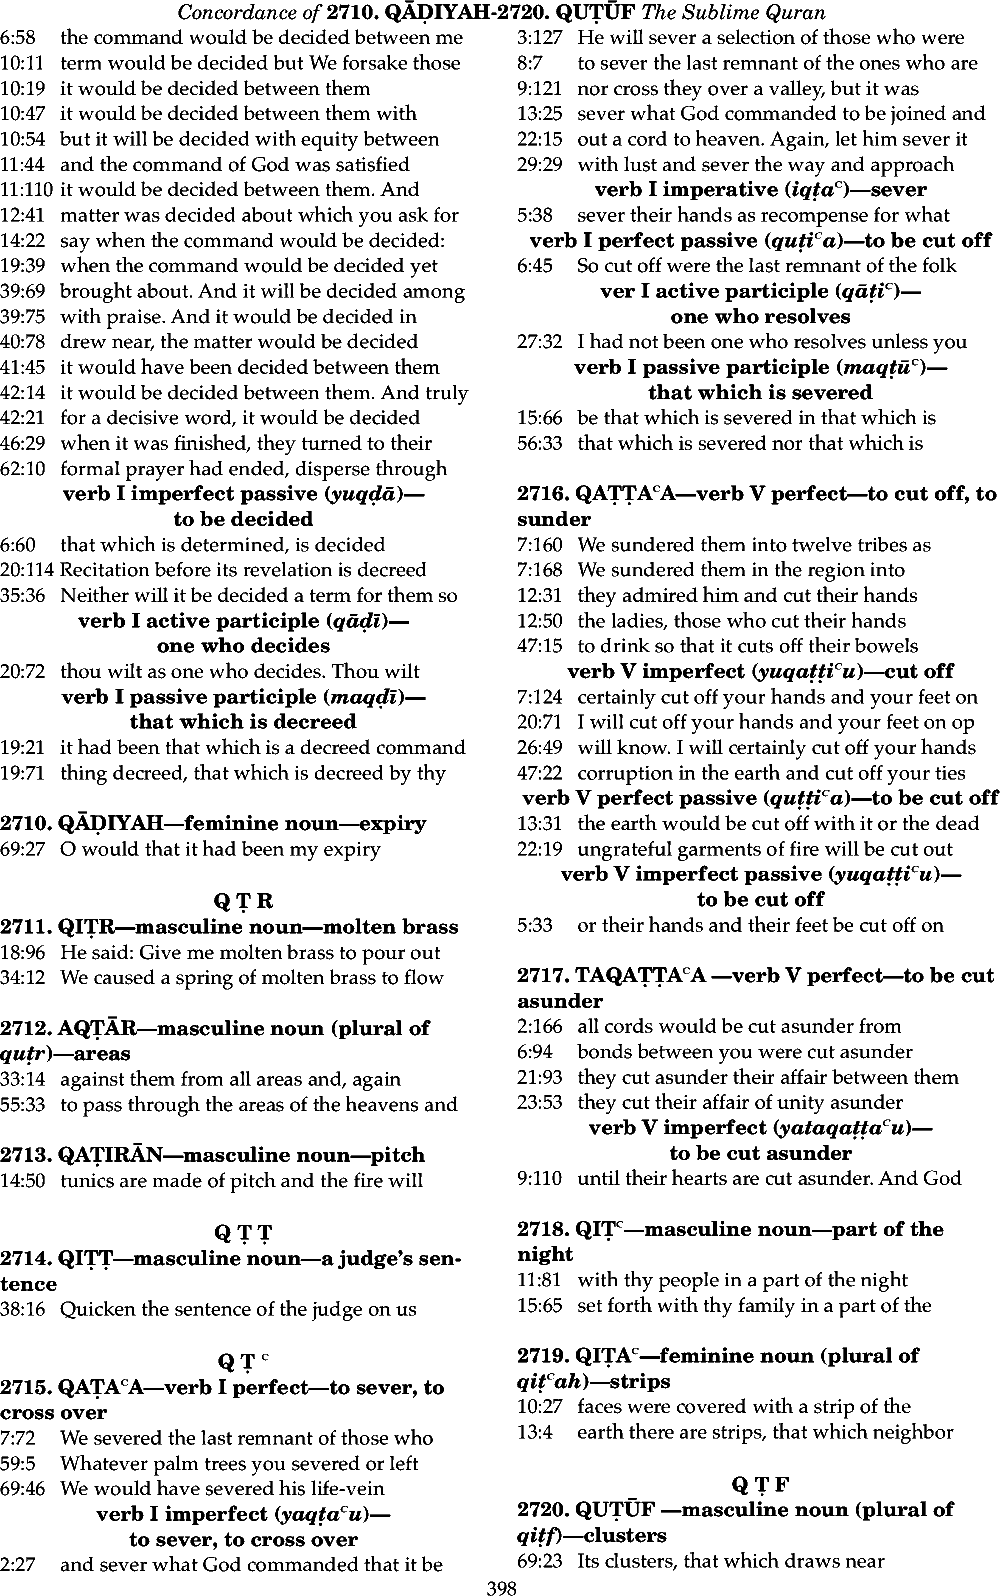 Concordance of 2710. QĀḌIYAH-2720. QUṬŪF The Sublime Quran
6:58 the command would be decided between me
10:11 term would be decided but We forsake those
10:19 it would be decided between them
10:47 it would be decided between them with
10:54 but it will be decided with equity between
11:44 and the command of God was satisfied
11:110 it would be decided between them. And
12:41 matter was decided about which you ask for
14:22 say when the command would be decided:
19:39 when the command would be decided yet
39:69 brought about. And it will be decided among
39:75 with praise. And it would be decided in
40:78 drew near, the matter would be decided
41:45 it would have been decided between them
42:14 it would be decided between them. And truly
42:21 for a decisive word, it would be decided
46:29 when it was finished, they turned to their
62:10 formal prayer had ended, disperse through
verb I imperfect passive (yuqḍā)—
to be decided
6:60 that which is determined, is decided
20:114 Recitation before its revelation is decreed
35:36 Neither will it be decided a term for them so
verb I active participle (qāḍī)—
one who decides
20:72 thou wilt as one who decides. Thou wilt
verb I passive participle (maqḍī)—
that which is decreed
19:21 it had been that which is a decreed command
19:71 thing decreed, that which is decreed by thy
2710. QĀḌIYAH—feminine noun—expiry
69:27 O would that it had been my expiry
Q Ṭ R
2711. QIṬR—masculine noun—molten brass
18:96 He said: Give me molten brass to pour out
34:12 We caused a spring of molten brass to flow
2712. AQṬĀR—masculine noun (plural of
quṭr)—areas
33:14 against them from all areas and, again
55:33 to pass through the areas of the heavens and
2713. QAṬIRĀN—masculine noun—pitch
14:50 tunics are made of pitch and the fire will
Q Ṭ Ṭ
2714. QIṬṬ—masculine noun—a judge's sen-
tence
38:16 Quicken the sentence of the judge on us
Q Ṭ ᶜ
2715. QAṬAᶜA—verb I perfect—to sever, to
cross over
7:72 We severed the last remnant of those who
59:5 Whatever palm trees you severed or left
69:46 We would have severed his life-vein
verb I imperfect (yaqṭaᶜu)—
to sever, to cross over
2:27 and sever what God commanded that it be
3:127 He will sever a selection of those who were
8:7 to sever the last remnant of the ones who are
9:121 nor cross they over a valley, but it was
13:25 sever what God commanded to be joined and
22:15 out a cord to heaven. Again, let him sever it
29:29 with lust and sever the way and approach
verb I imperative (iqṭaᶜ)—sever
5:38 sever their hands as recompense for what
verb I perfect passive (quṭiᶜa)—to be cut off
6:45 So cut off were the last remnant of the folk
ver I active participle (qāṭiᶜ)—
one who resolves
27:32 I had not been one who resolves unless you
verb I passive participle (maqṭūᶜ)—
that which is severed
15:66 be that which is severed in that which is
56:33 that which is severed nor that which is
2716. QAṬṬAᶜA—verb V perfect—to cut off, to
sunder
7:160 We sundered them into twelve tribes as
7:168 We sundered them in the region into
12:31 they admired him and cut their hands
12:50 the ladies, those who cut their hands
47:15 to drink so that it cuts off their bowels
verb V imperfect (yuqaṭṭiᶜu)—cut off
7:124 certainly cut off your hands and your feet on
20:71 I will cut off your hands and your feet on op
26:49 will know. I will certainly cut off your hands
47:22 corruption in the earth and cut off your ties
verb V perfect passive (quṭṭiᶜa)—to be cut off
13:31 the earth would be cut off with it or the dead
22:19 ungrateful garments of fire will be cut out
verb V imperfect passive (yuqaṭṭiᶜu)—
to be cut off
5:33 or their hands and their feet be cut off on
2717. TAQAṬṬAᶜA —verb V perfect—to be cut
asunder
2:166 all cords would be cut asunder from
6:94 bonds between you were cut asunder
21:93 they cut asunder their affair between them
23:53 they cut their affair of unity asunder
verb V imperfect (yataqaṭṭaᶜu)—
to be cut asunder
9:110 until their hearts are cut asunder. And God
2718. QIṬᶜ—masculine noun—part of the
night
11:81 with thy people in a part of the night
15:65 set forth with thy family in a part of the
2719. QIṬAᶜ—feminine noun (plural of
qiṭᶜah)—strips
10:27 faces were covered with a strip of the
13:4 earth there are strips, that which neighbor
Q Ṭ F
2720. QUṬŪF —masculine noun (plural of
qiṭf)—clusters
69:23 Its clusters, that which draws near
398